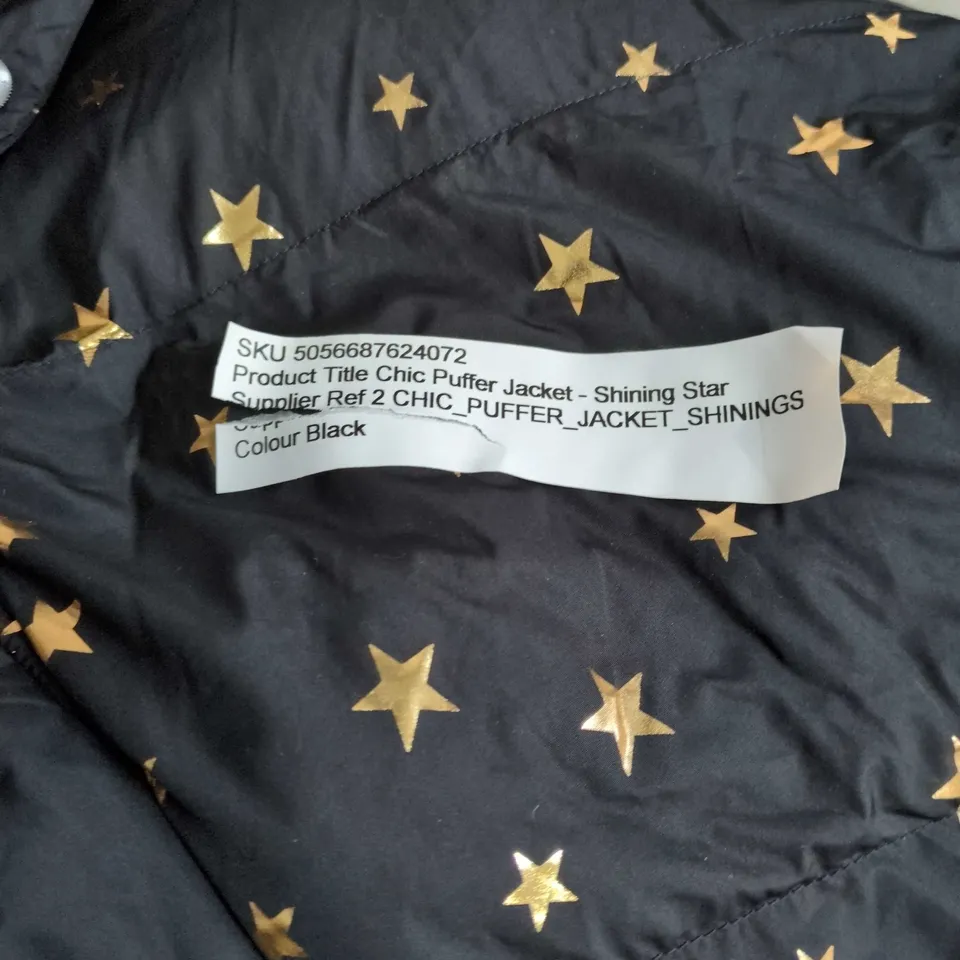 SKU 5056687624072
Product Title Chic Puffer Jacket - Shining Star
Supplier Ref 2 CHIC_PUFFER_JACKET_SHININGS
Colour Black